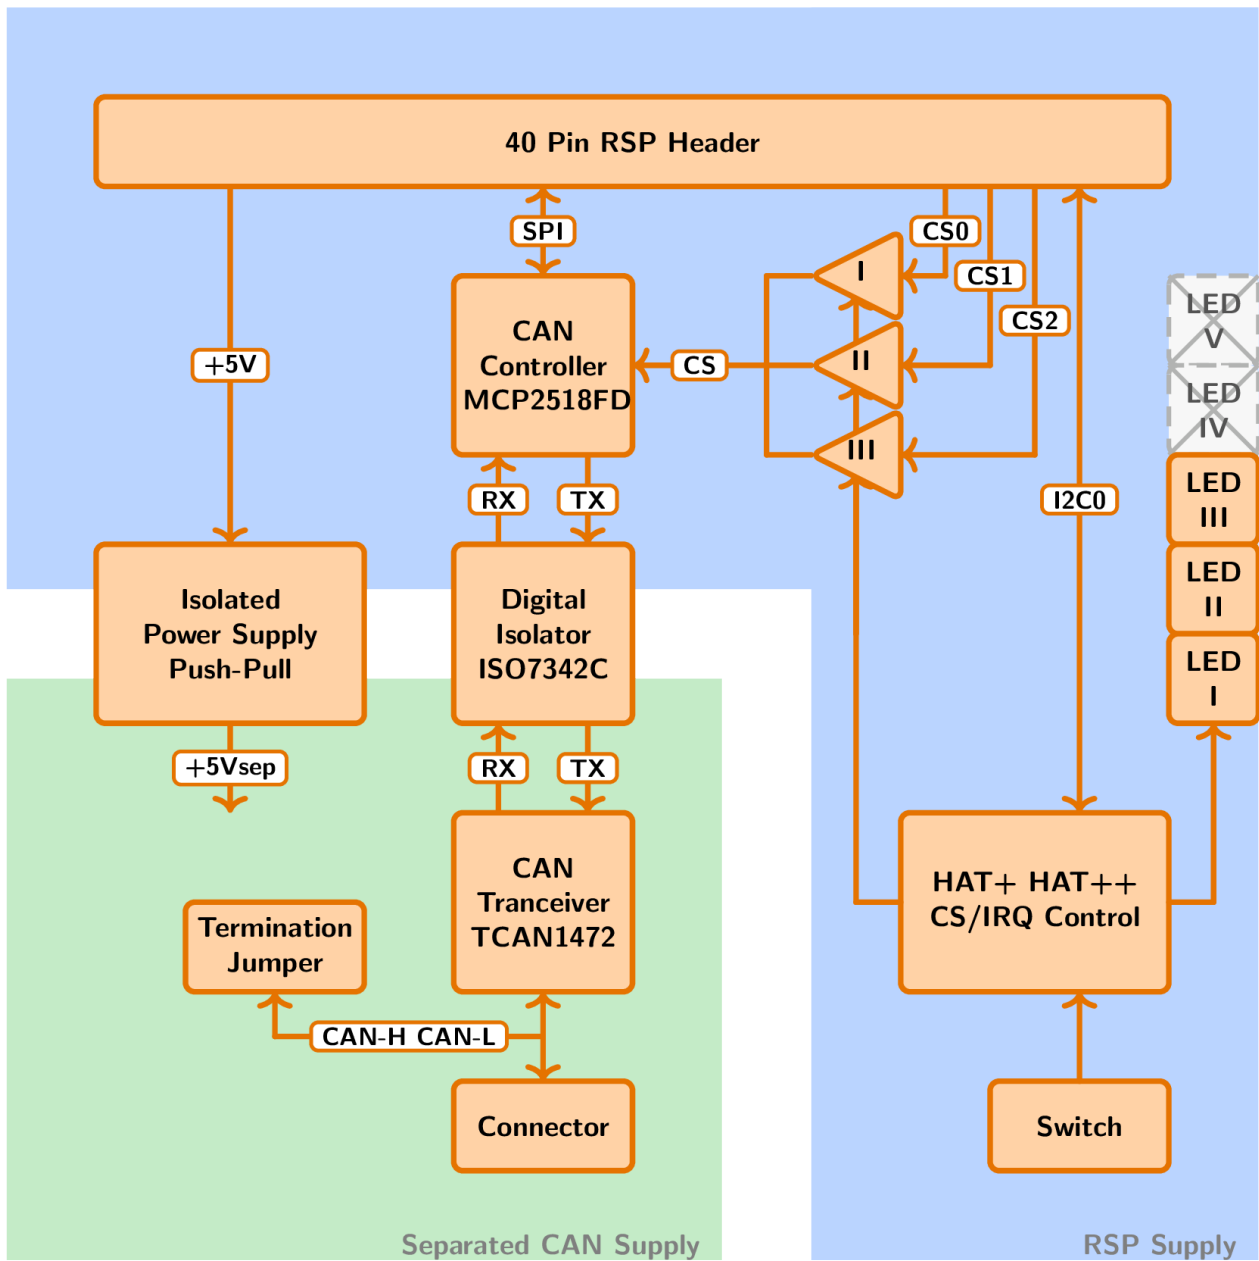 40 Pin RSP Header
SPI
CS0
CS1
CS2
I
II
III
CS
+5V
CAN
Controller
MCP2518FD
LED
V
LED
IV
LED
III
LED
II
LED
I
RX
TX
I2C0
Isolated
Power Supply
Push-Pull
Digital
Isolator
ISO7342C
+5Vsep
RX
TX
CAN
Tranceiver
TCAN1472
HAT+ HAT++
CS/IRQ Control
Termination
Jumper
CAN-H CAN-L
Connector
Switch
Separated CAN Supply
RSP Supply